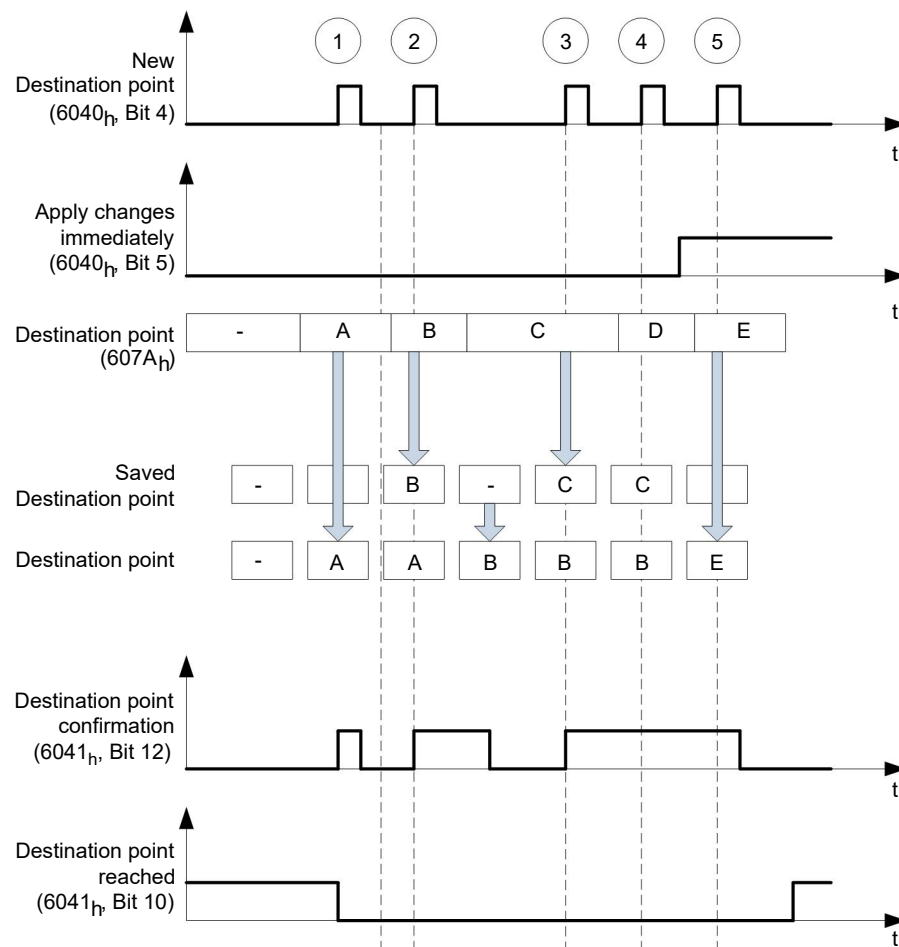 1 2 3 4 5
New
Destination point
(6040h, Bit 4)
t
Apply changes
immediately
(6040h, Bit 5)
t
Destination point
(607Ah)
- A B C D E
Saved
Destination point
- B - C C
Destination point
- A A B B B E
Destination point
confirmation
(6041h, Bit 12)
t
Destination point
reached
(6041h, Bit 10)
t